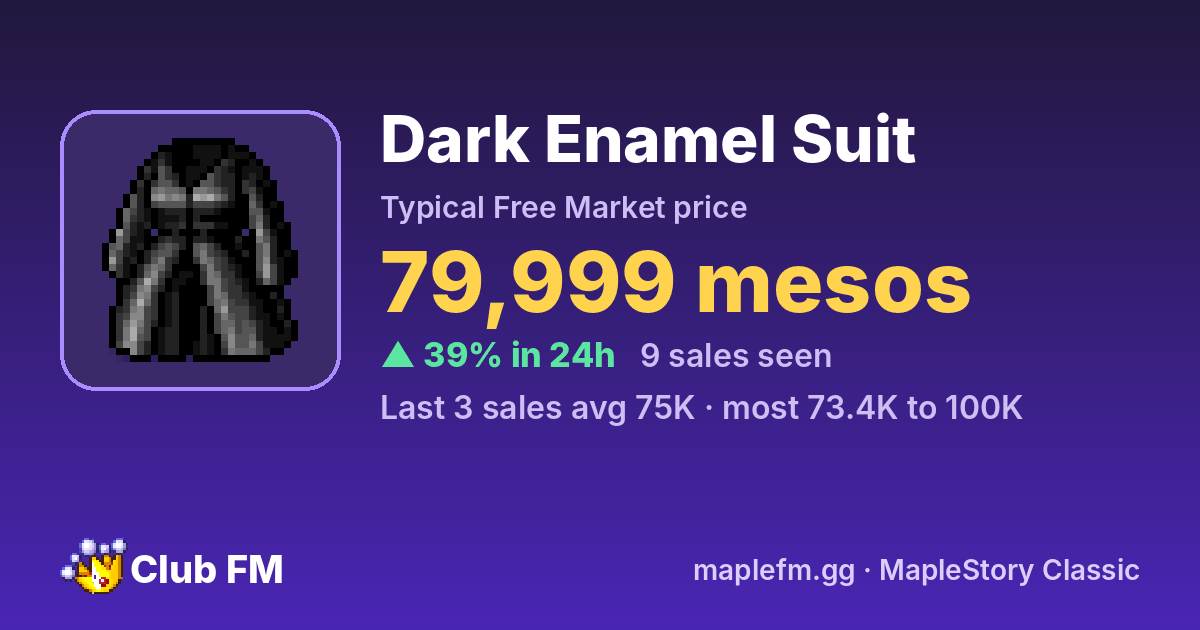 Dark Enamel Suit
Typical Free Market price
79,999 mesos
▲ 39% in 24h 9 sales seen
Last 3 sales avg 75K · most 73.4K to 100K
Club FM
maplefm.gg · MapleStory Classic